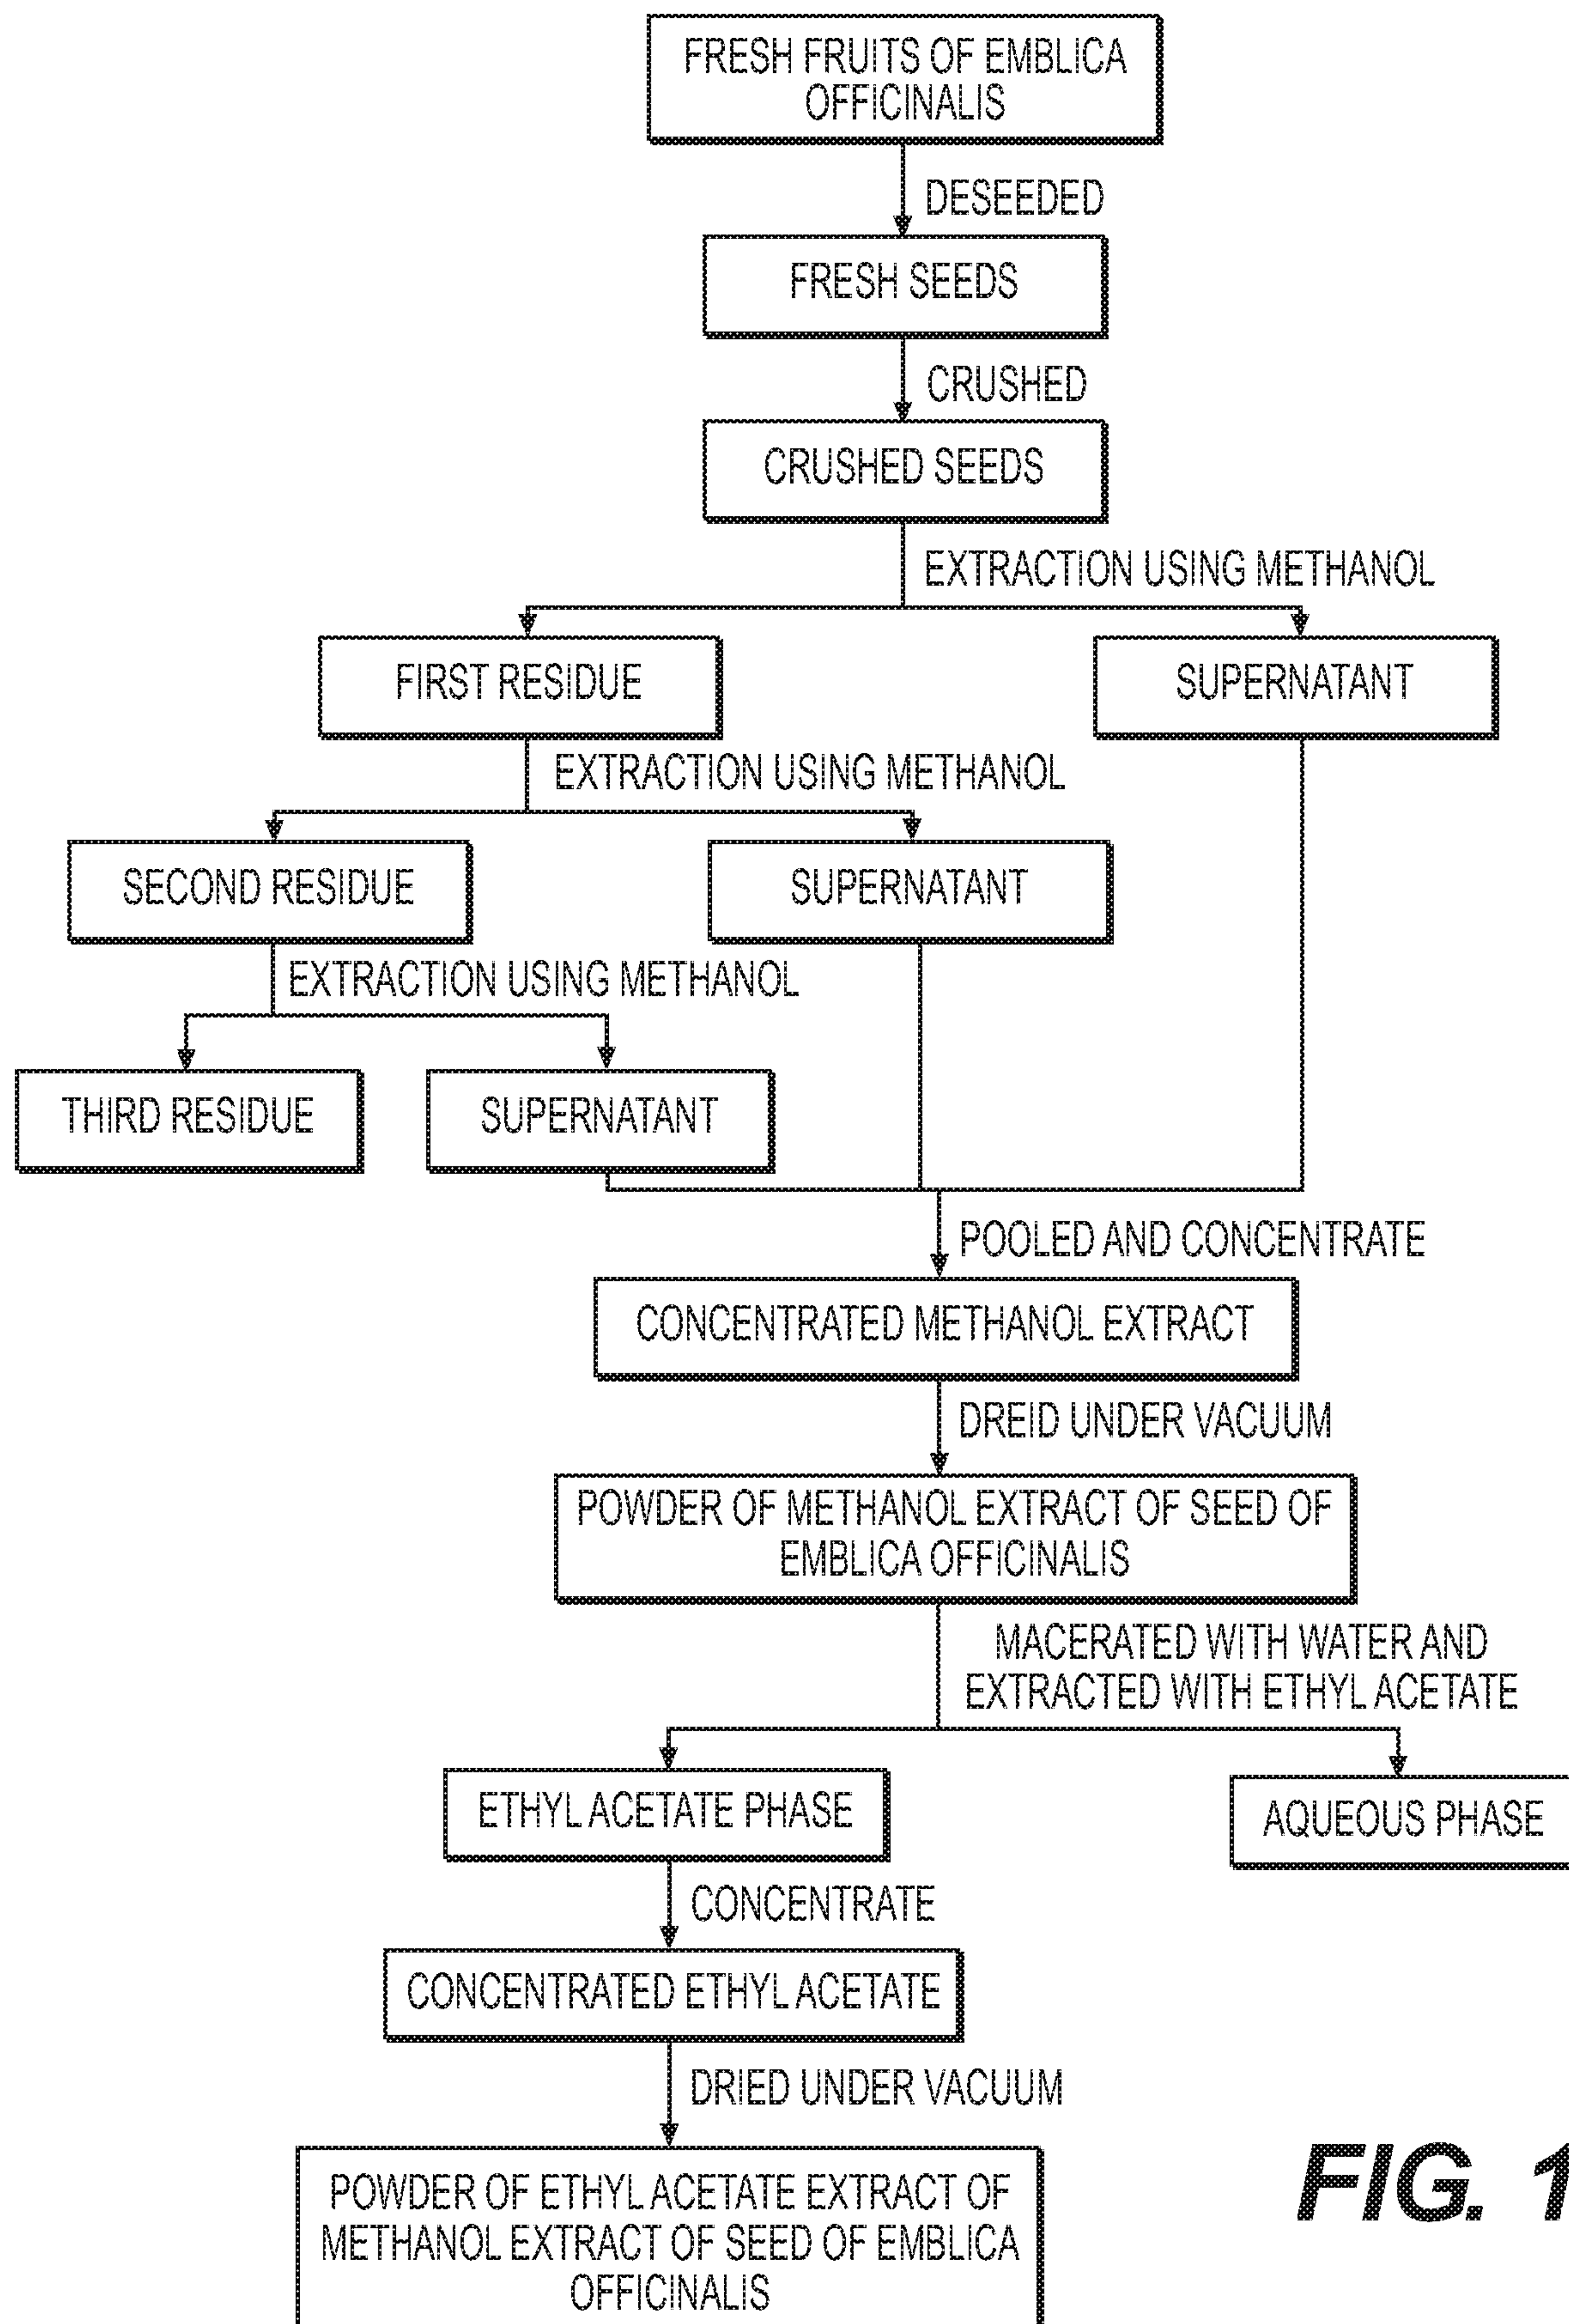 FRESH FRUITS OF EMBLICA
OFFICINALIS
DESEEDED
FRESH SEEDS
CRUSHED
CRUSHED SEEDS
EXTRACTION USING METHANOL
FIRST RESIDUE
SUPERNATANT
EXTRACTION USING METHANOL
SECOND RESIDUE
SUPERNATANT
EXTRACTION USING METHANOL
THIRD RESIDUE
SUPERNATANT
POOLED AND CONCENTRATE
CONCENTRATED METHANOL EXTRACT
DREID UNDER VACUUM
POWDER OF METHANOL EXTRACT OF SEED OF
EMBLICA OFFICINALIS
MACERATED WITH WATER AND
EXTRACTED WITH ETHYL ACETATE
ETHYL ACETATE PHASE
AQUEOUS PHASE
CONCENTRATE
CONCENTRATED ETHYL ACETATE
DRIED UNDER VACUUM
POWDER OF ETHYL ACETATE EXTRACT OF
METHANOL EXTRACT OF SEED OF EMBLICA
OFFICINALIS
FIG. 1